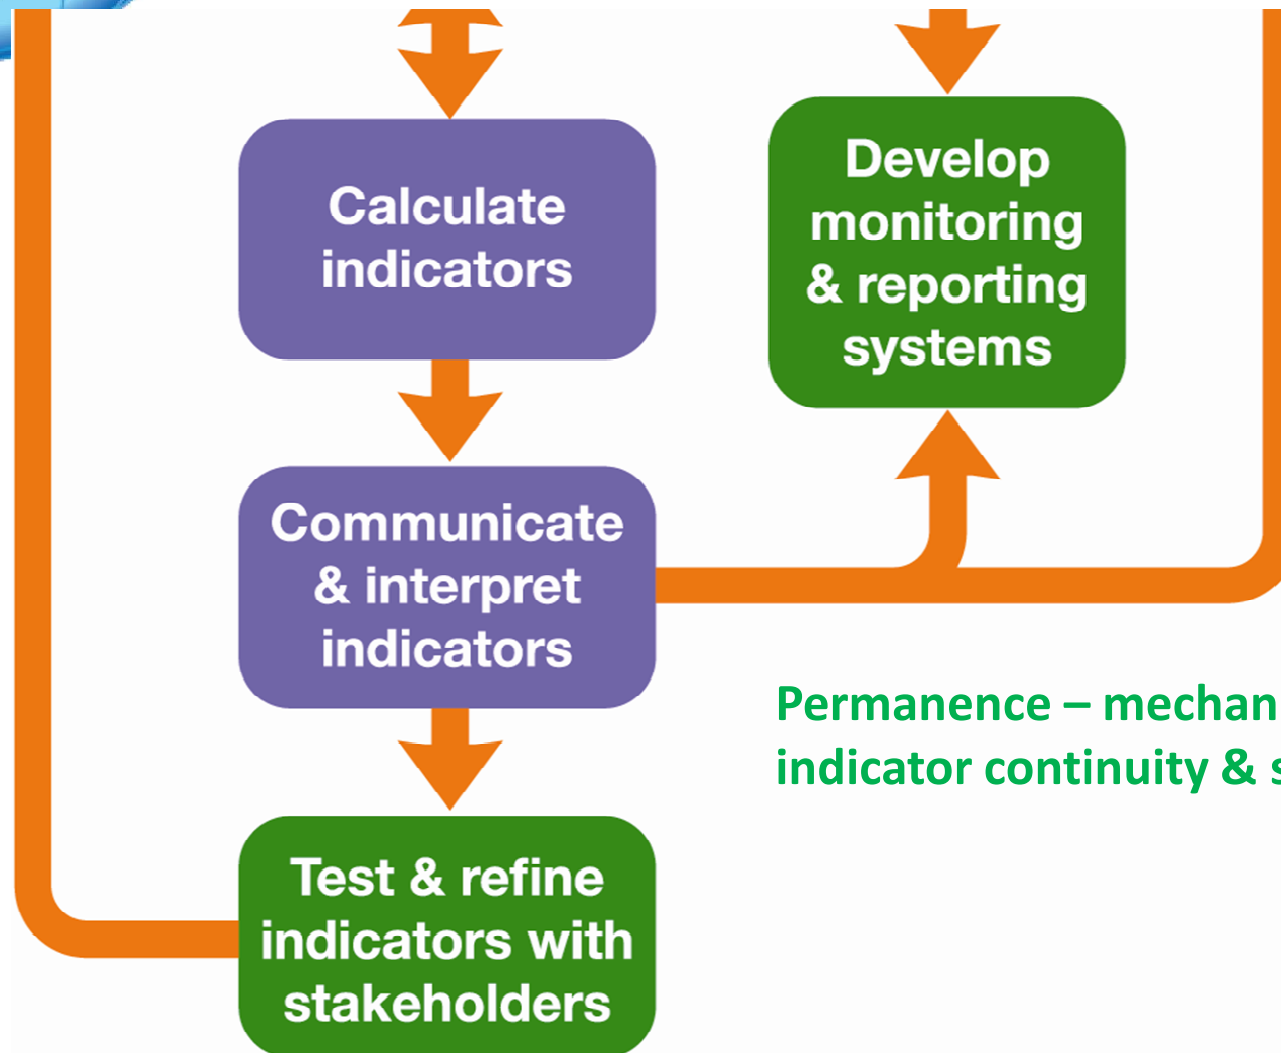 Calculate
indicators
Develop
monitoring
& reporting
systems
Communicate
& interpret
indicators
Permanence – mechan
indicator continuity & s
Test & refine
indicators with
stakeholders